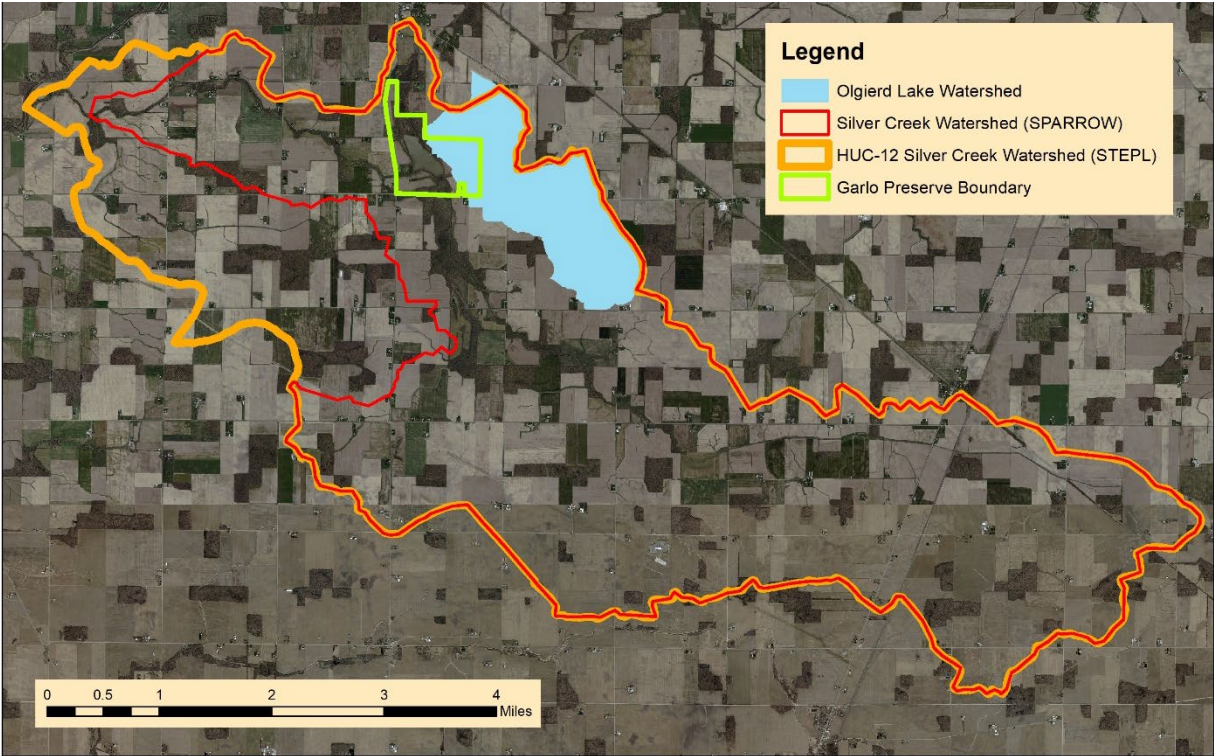 Legend
Olgierd Lake Watershed
Silver Creek Watershed (SPARROW)
HUC-12 Silver Creek Watershed (STEPL)
Garlo Preserve Boundary
0 0.5 1 2 3 4
Miles